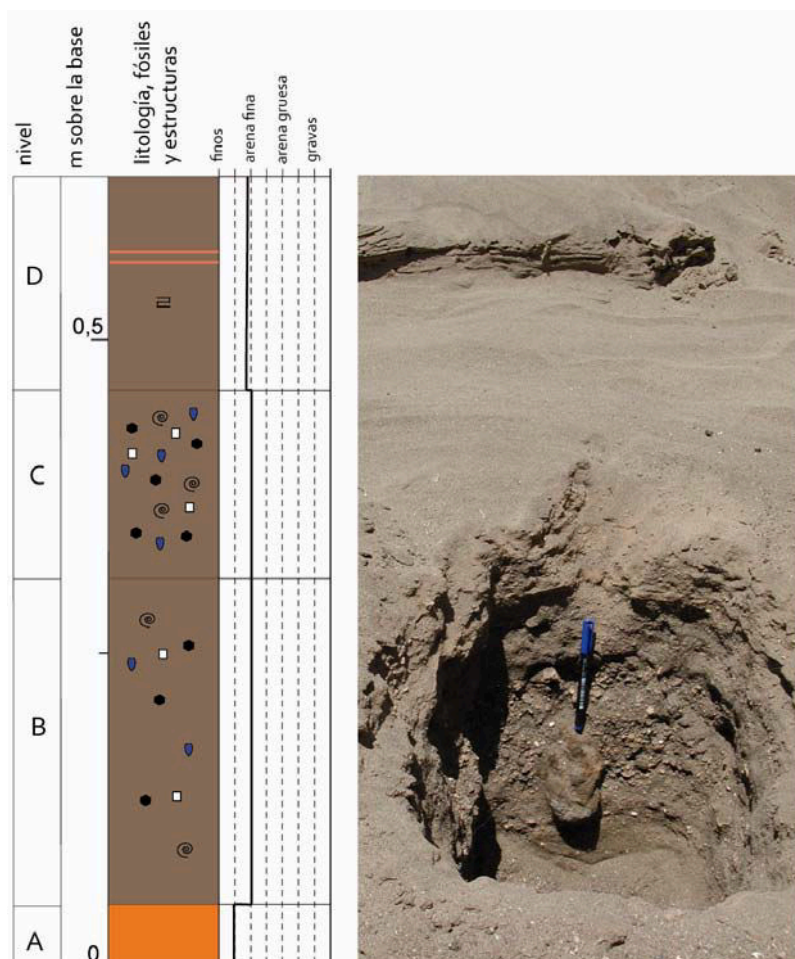 nivel
m sobre la base
litología, fósiles
y estructuras
finos
arena fina
arena gruesa
gravas
D
0,5
C
B
A
0